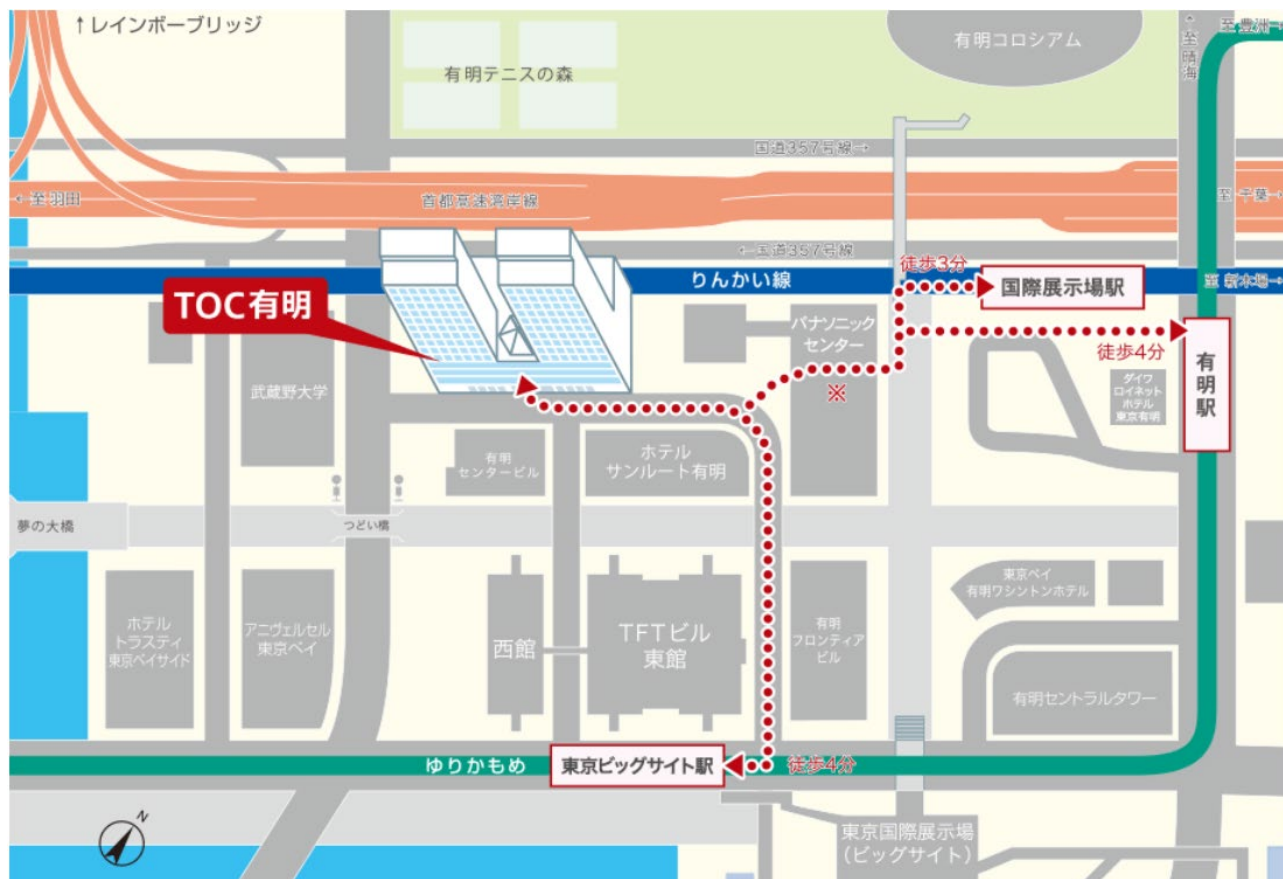 ↑レインボーブリッジ
有明テニスの森
有明コロシアム
↑至 晴海
至 豊洲→
国道357号線→
←至 羽田
首都高速湾岸線
至 千葉→
←国道357号線
りんかい線
徒歩3分
国際展示場駅
至 新木場→
TOC有明
パナソニック
センター
※
徒歩4分
有明駅
ダイワ
ロイネット
ホテル
東京有明
武蔵野大学
有明
センタービル
ホテル
サンルート有明
夢の大橋
つどい橋
ホテル
トラスティ
東京ベイサイド
アニヴェルセル
東京ベイ
西館
TFTビル
東館
有明
フロンティア
ビル
東京ベイ
有明ワシントンホテル
有明セントラルタワー
ゆりかもめ
東京ビッグサイト駅
徒歩4分
N
東京国際展示場
(ビッグサイト)